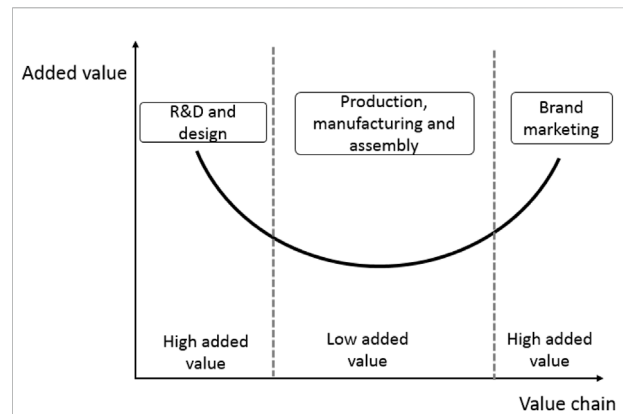 Added value
R&D and
design
Production,
manufacturing and
assembly
Brand
marketing
High added
value
Low added
value
High added
value
Value chain